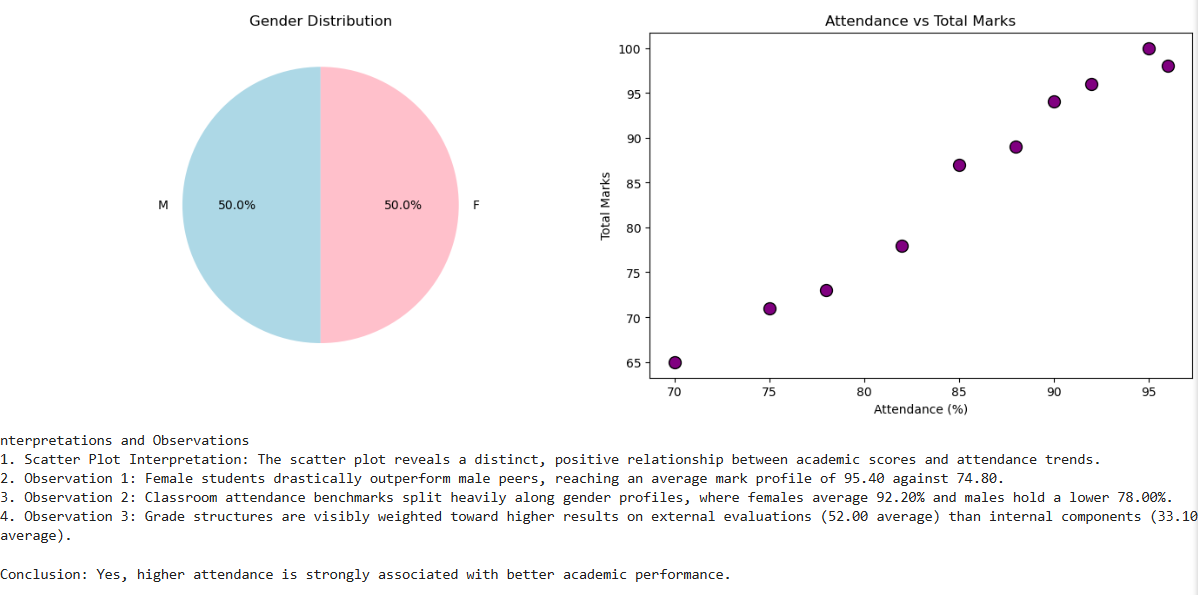 Gender Distribution
M
50.0%
50.0%
F
Attendance vs Total Marks
Total Marks
100
95
90
85
80
75
70
65
70
75
80
85
90
95
Attendance (%)
nterpretations and Observations
1. Scatter Plot Interpretation: The scatter plot reveals a distinct, positive relationship between academic scores and attendance trends.
2. Observation 1: Female students drastically outperform male peers, reaching an average mark profile of 95.40 against 74.80.
3. Observation 2: Classroom attendance benchmarks split heavily along gender profiles, where females average 92.20% and males hold a lower 78.00%.
4. Observation 3: Grade structures are visibly weighted toward higher results on external evaluations (52.00 average) than internal components (33.10
average).
Conclusion: Yes, higher attendance is strongly associated with better academic performance.